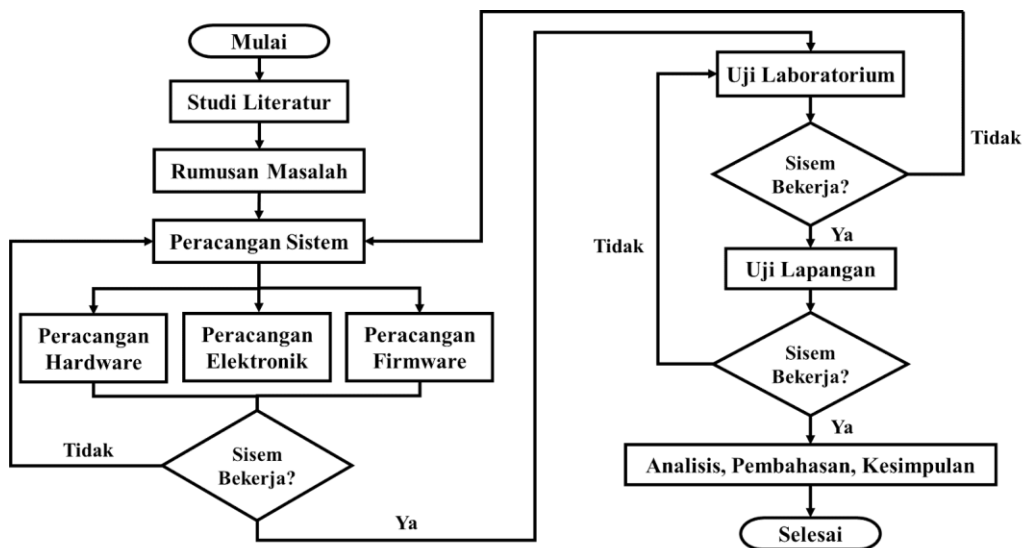 Mulai
Studi Literatur
Rumusan Masalah
Peracangan Sistem
Peracangan
Hardware
Peracangan
Elektronik
Peracangan
Firmware
Tidak
Sisem
Bekerja?
Ya
Uji Laboratorium
Sisem
Bekerja?
Tidak
Ya
Uji Lapangan
Tidak
Sisem
Bekerja?
Ya
Analisis, Pembahasan, Kesimpulan
Selesai